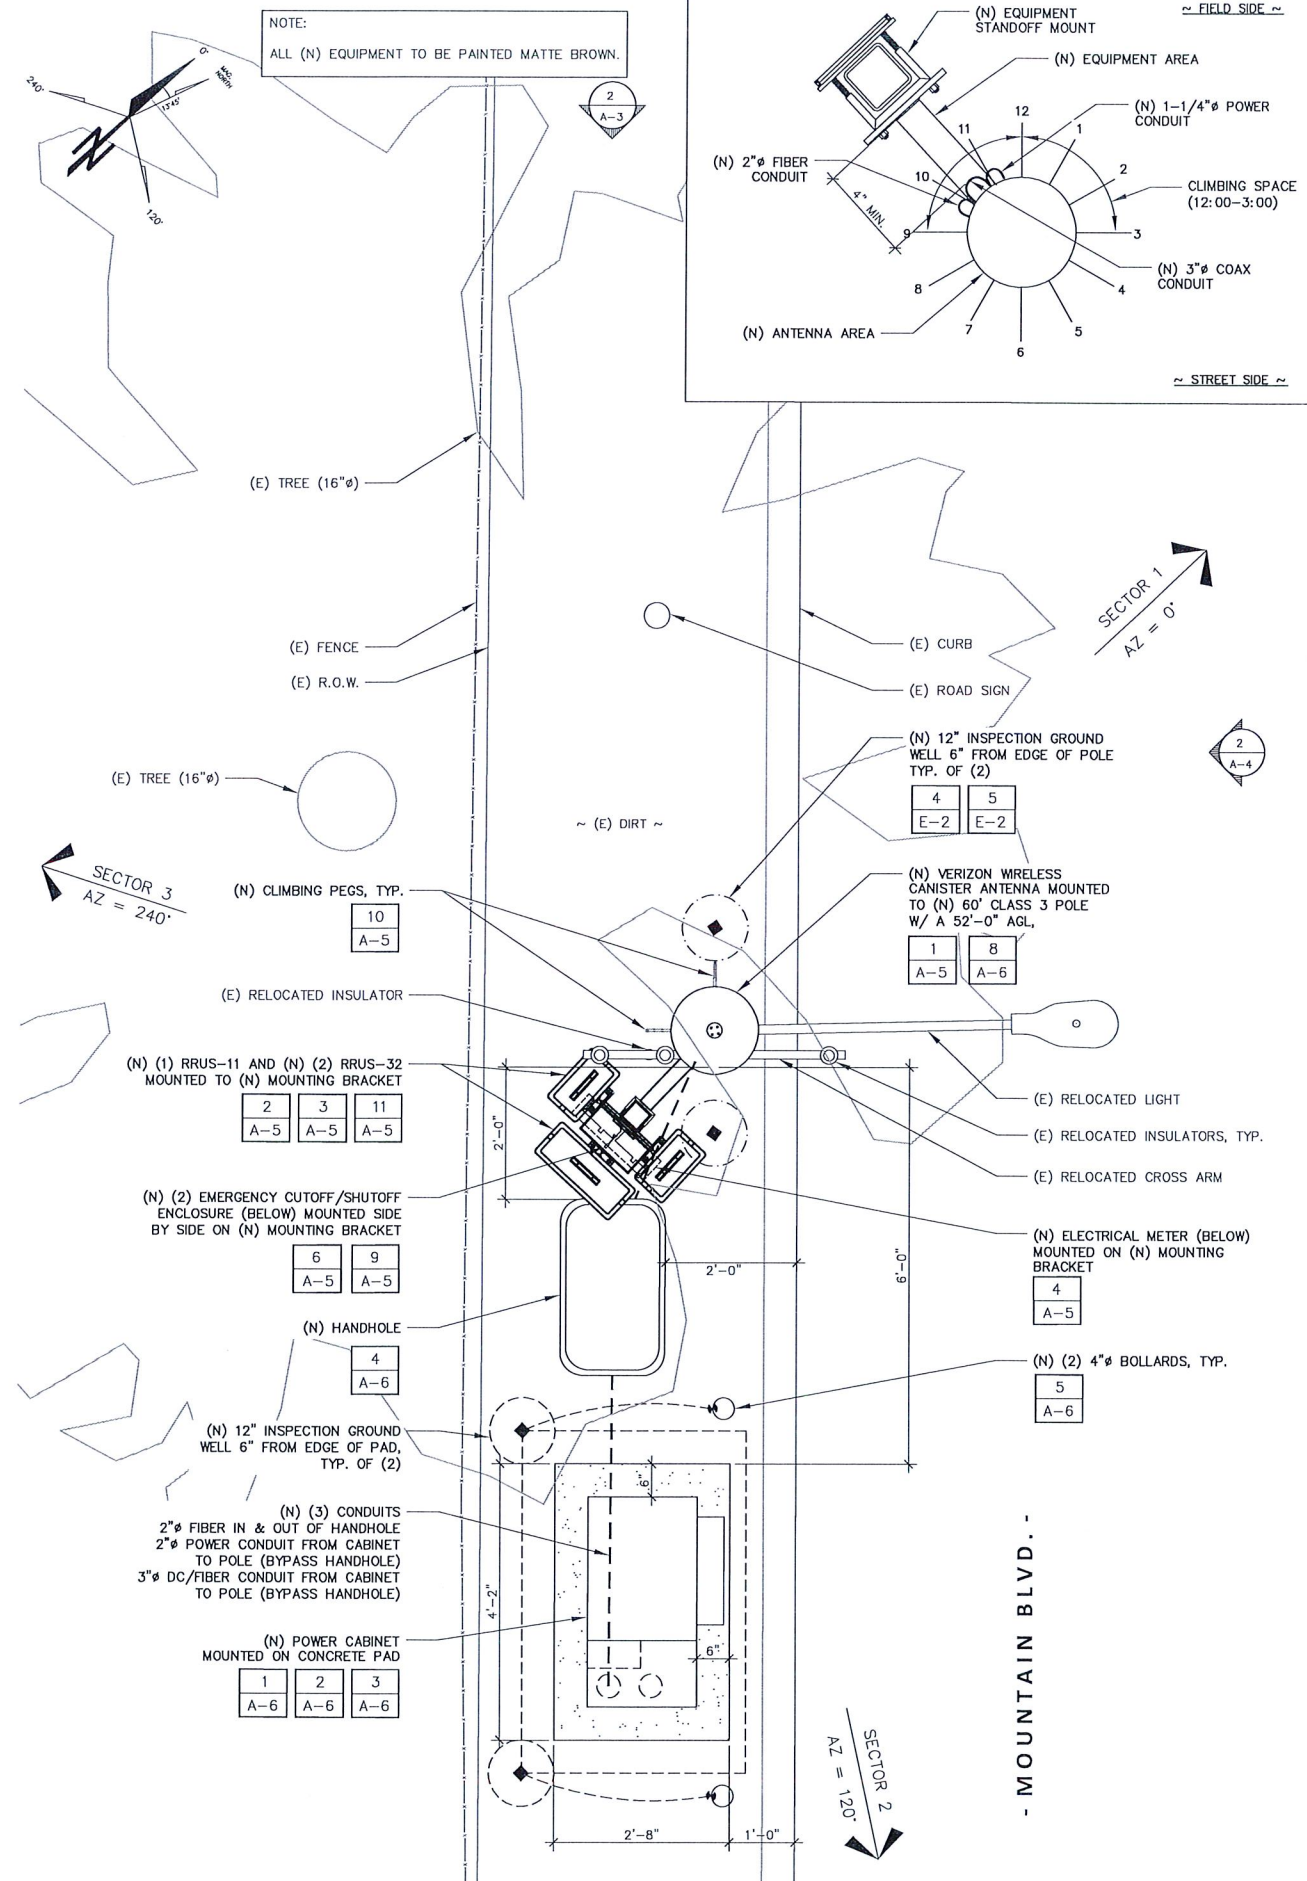 NOTE:
ALL (N) EQUIPMENT TO BE PAINTED MATTE BROWN.
0°
MAG.
NORTH
13°45'
240°
120°
N
2
A-3
~ FIELD SIDE ~
(N) EQUIPMENT
STANDOFF MOUNT
(N) EQUIPMENT AREA
(N) 1-1/4"ø POWER
CONDUIT
(N) 2"ø FIBER
CONDUIT
CLIMBING SPACE
(12:00-3:00)
4" MIN.
12
1
2
3
4
5
6
7
8
9
10
11
(N) 3"ø COAX
CONDUIT
(N) ANTENNA AREA
~ STREET SIDE ~
(E) TREE (16"ø)
SECTOR 1
AZ = 0°
(E) FENCE
(E) R.O.W.
(E) CURB
(E) ROAD SIGN
(N) 12" INSPECTION GROUND
WELL 6" FROM EDGE OF POLE
TYP. OF (2)
4
E-2
5
E-2
2
A-4
(E) TREE (16"ø)
~ (E) DIRT ~
SECTOR 3
AZ = 240°
(N) CLIMBING PEGS, TYP.
10
A-5
(N) VERIZON WIRELESS
CANISTER ANTENNA MOUNTED
TO (N) 60' CLASS 3 POLE
W/ A 52'-0" AGL,
1
A-5
8
A-6
(E) RELOCATED INSULATOR
(N) (1) RRUS-11 AND (N) (2) RRUS-32
MOUNTED TO (N) MOUNTING BRACKET
2
A-5
3
A-5
11
A-5
2'-0"
(E) RELOCATED LIGHT
(E) RELOCATED INSULATORS, TYP.
(E) RELOCATED CROSS ARM
(N) (2) EMERGENCY CUTOFF/SHUTOFF
ENCLOSURE (BELOW) MOUNTED SIDE
BY SIDE ON (N) MOUNTING BRACKET
6
A-5
9
A-5
(N) ELECTRICAL METER (BELOW)
MOUNTED ON (N) MOUNTING
BRACKET
4
A-5
2'-0"
6'-0"
(N) HANDHOLE
4
A-6
(N) (2) 4"ø BOLLARDS, TYP.
5
A-6
(N) 12" INSPECTION GROUND
WELL 6" FROM EDGE OF PAD,
TYP. OF (2)
6"
(N) (3) CONDUITS
2"ø FIBER IN & OUT OF HANDHOLE
2"ø POWER CONDUIT FROM CABINET
TO POLE (BYPASS HANDHOLE)
3"ø DC/FIBER CONDUIT FROM CABINET
TO POLE (BYPASS HANDHOLE)
4'-2"
(N) POWER CABINET
MOUNTED ON CONCRETE PAD
1
A-6
2
A-6
3
A-6
6"
2'-8"
1'-0"
SECTOR 2
AZ = 120°
- MOUNTAIN BLVD. -